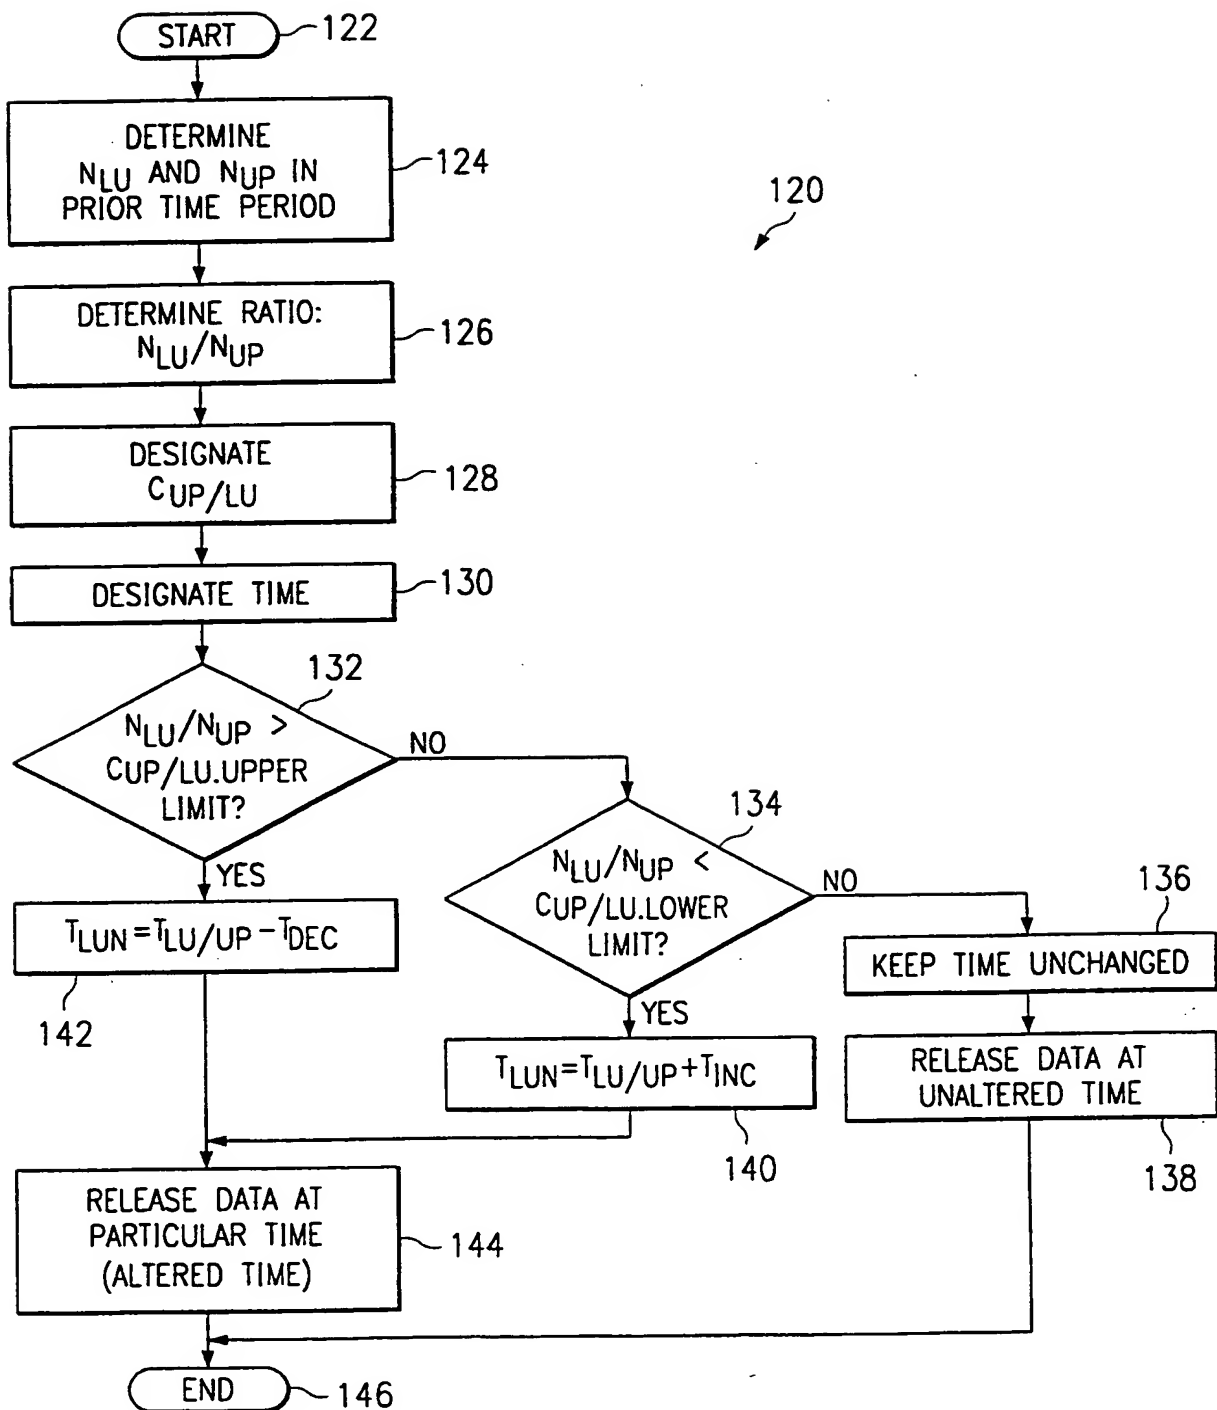 START
122
DETERMINE
NLU AND NUP IN
PRIOR TIME PERIOD
124
120
DETERMINE RATIO:
NLU/NUP
126
DESIGNATE
CUP/LU
128
DESIGNATE TIME
130
132
NLU/NUP >
CUP/LU.UPPER
LIMIT?
NO
YES
134
NLU/NUP <
CUP/LU.LOWER
LIMIT?
NO
YES
136
KEEP TIME UNCHANGED
TLUN=TLU/UP-TDEC
142
TLUN=TLU/UP+TINC
140
RELEASE DATA AT
UNALTERED TIME
138
RELEASE DATA AT
PARTICULAR TIME
(ALTERED TIME)
144
END
146